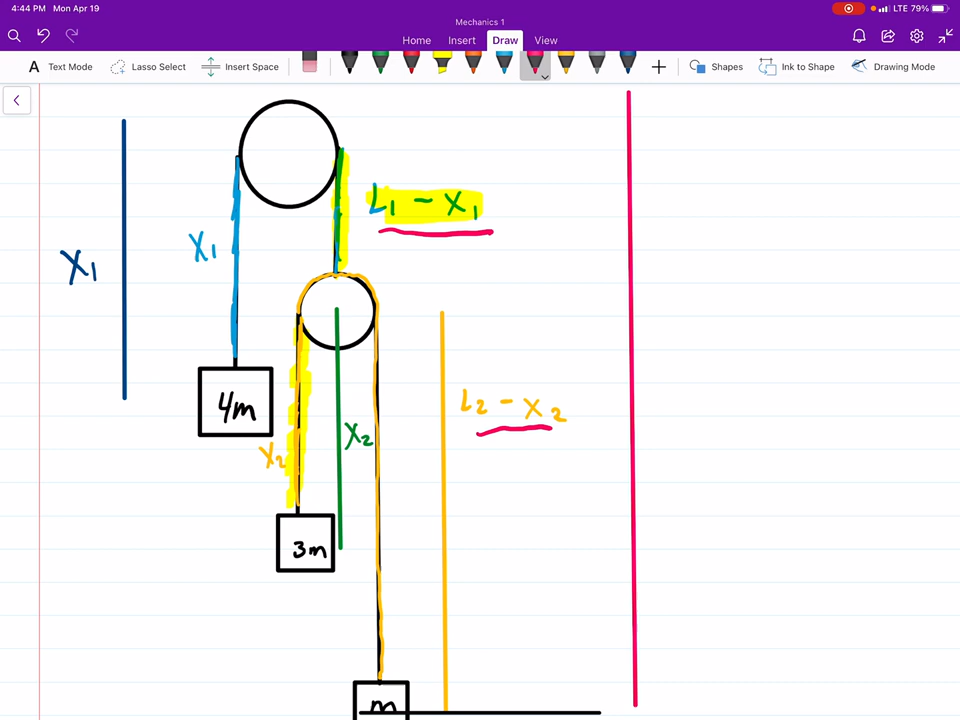 4:44 PM Mon Apr 19
LTE 79%
Mechanics 1
Home Insert Draw View
A Text Mode Lasso Select Insert Space Shapes Ink to Shape Drawing Mode
L₁ - X₁
X₁
X₁
4m
L₂ - X₂
X₂
X₂
3m
m